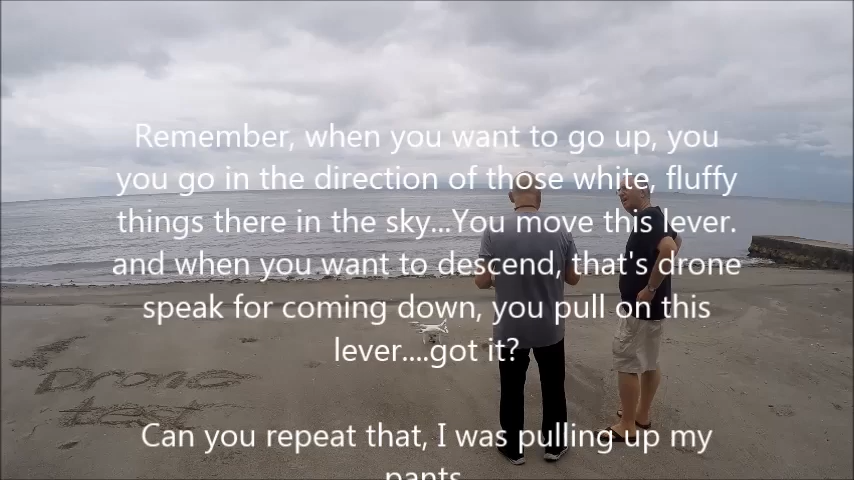 Remember, when you want to go up, you
you go in the direction of those white, fluffy
things there in the sky...You move this lever.
and when you want to descend, that's drone
speak for coming down, you pull on this
lever....got it?
Drone
test
Can you repeat that, I was pulling up my
pants